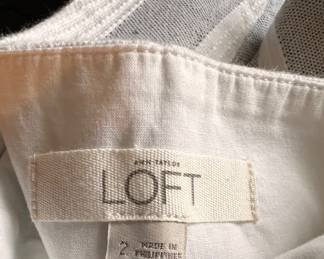 ANN TAYLOR
LOFT
2 MADE IN
PHILIPPINES